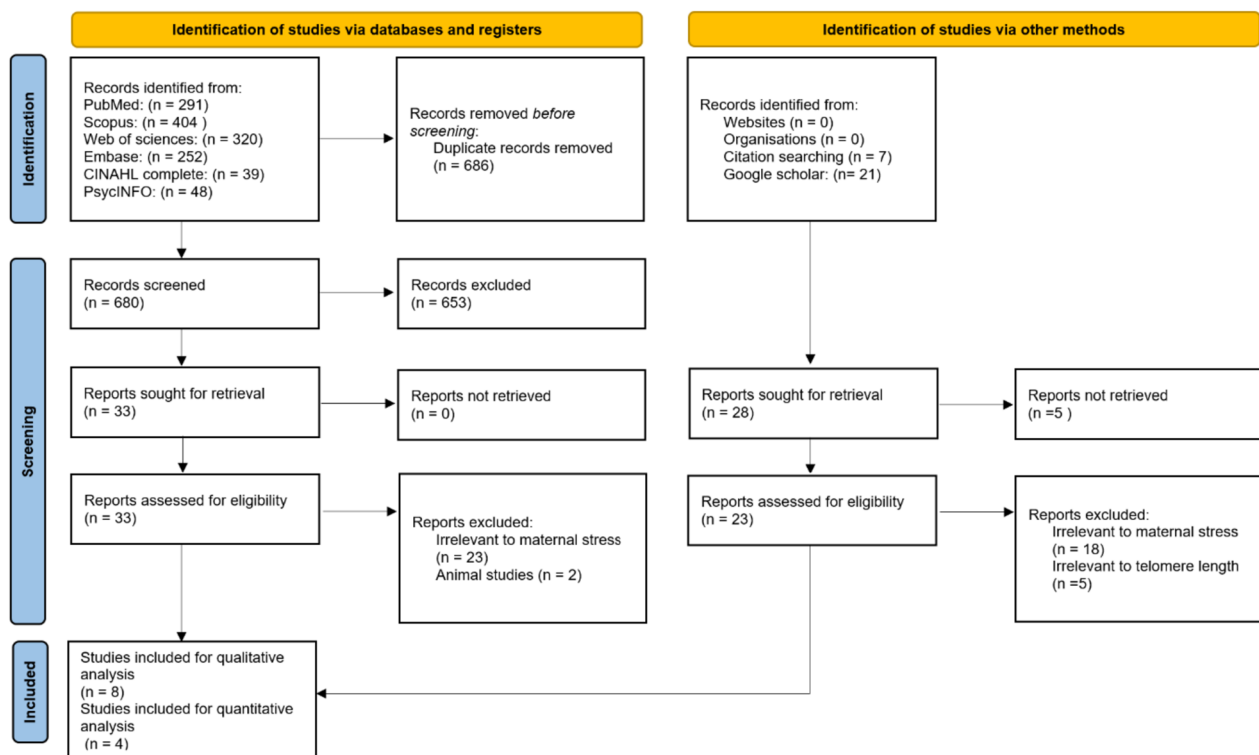 Identification of studies via databases and registers
Identification of studies via other methods
Identification
Records identified from:
PubMed: (n = 291)
Scopus: (n = 404 )
Web of sciences: (n = 320)
Embase: (n = 252)
CINAHL complete: (n = 39)
PsycINFO: (n = 48)
Records removed before
screening:
Duplicate records removed
(n = 686)
Records identified from:
Websites (n = 0)
Organisations (n = 0)
Citation searching (n = 7)
Google scholar: (n= 21)
Screening
Records screened
(n = 680)
Records excluded
(n = 653)
Reports sought for retrieval
(n = 33)
Reports not retrieved
(n = 0)
Reports sought for retrieval
(n = 28)
Reports not retrieved
(n =5 )
Reports assessed for eligibility
(n = 33)
Reports excluded:
Irrelevant to maternal stress
(n = 23)
Animal studies (n = 2)
Reports assessed for eligibility
(n = 23)
Reports excluded:
Irrelevant to maternal stress
(n = 18)
Irrelevant to telomere length
(n =5)
Included
Studies included for qualitative
analysis
(n = 8)
Studies included for quantitative
analysis
(n = 4)